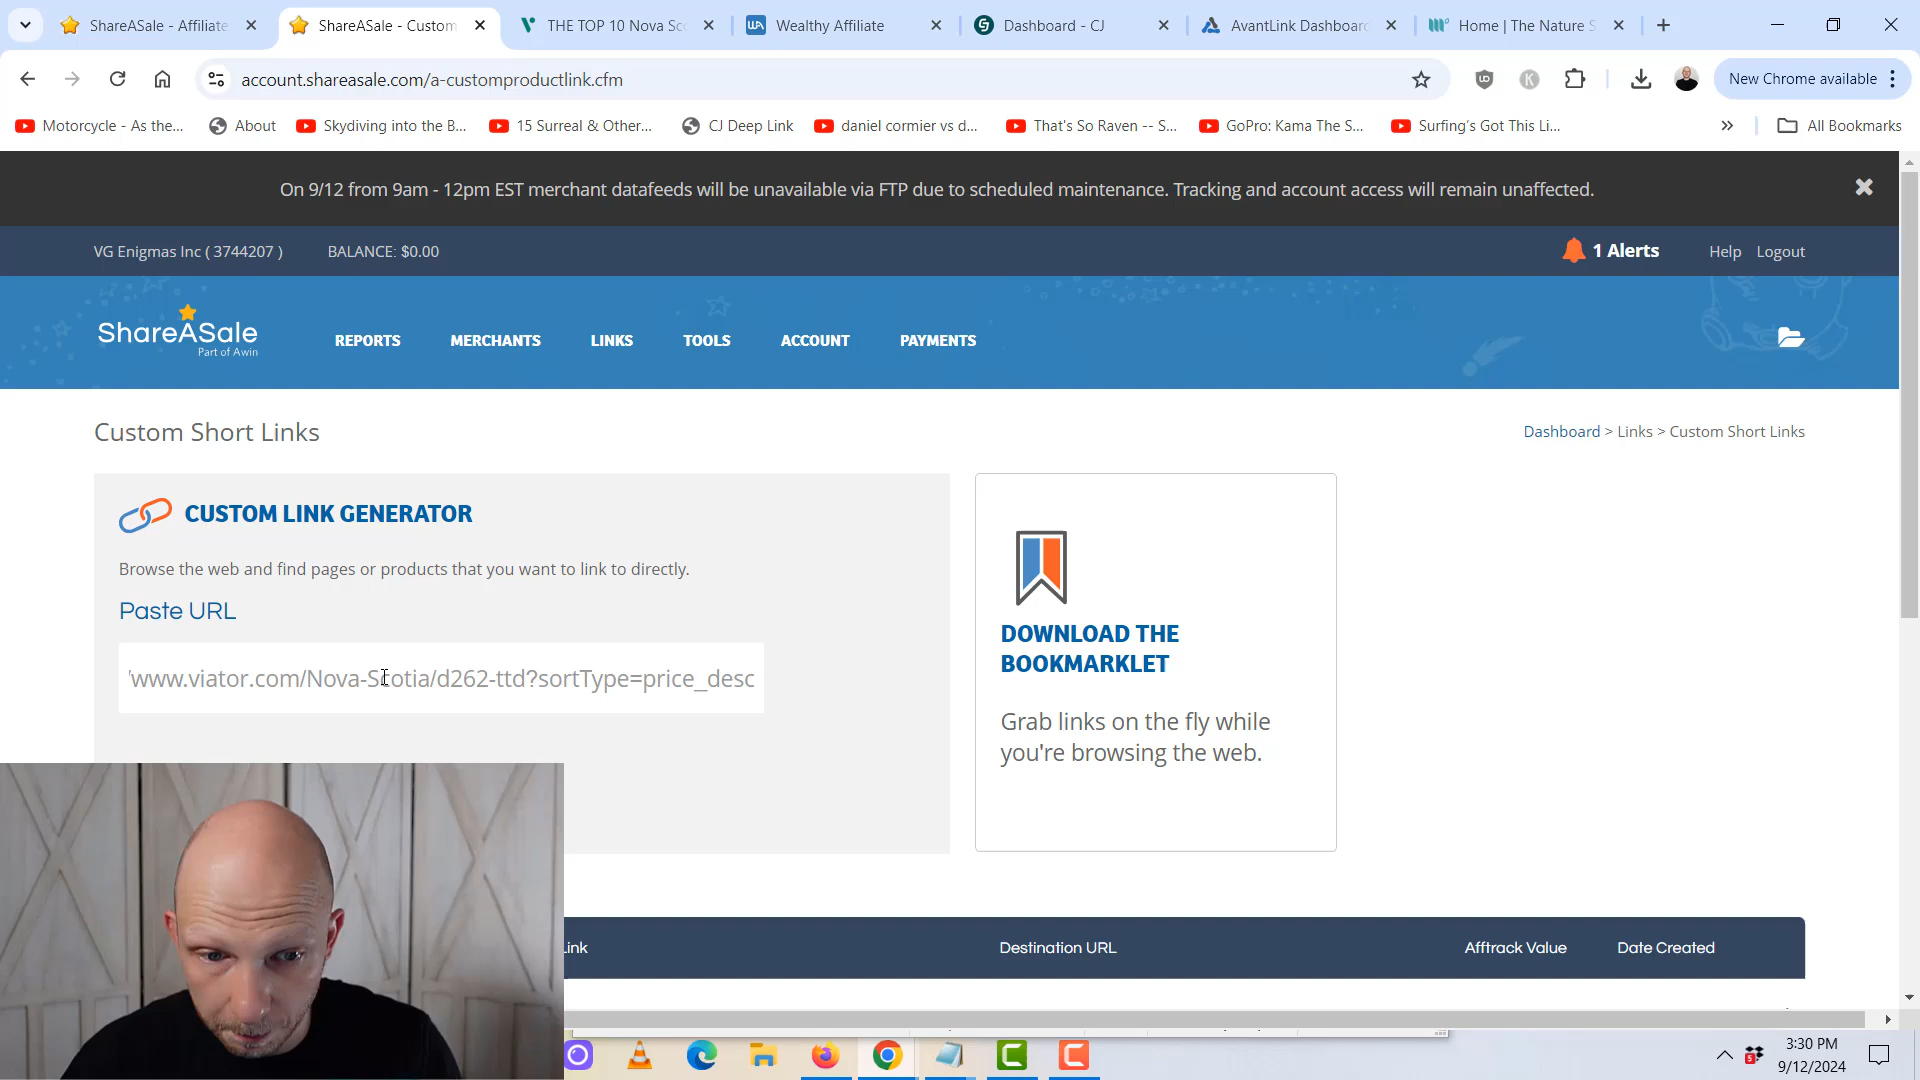 ShareASale - Affiliate
ShareASale - Custom
THE TOP 10 Nova Sc
Wealthy Affiliate
Dashboard - CJ
AvantLink Dashboard
Home | The Nature S
account.shareasale.com/a-customproductlink.cfm
New Chrome available
Motorcycle - As the...
About
Skydiving into the B...
15 Surreal & Other...
CJ Deep Link
daniel cormier vs d...
That's So Raven -- S...
GoPro: Kama The S...
Surfing's Got This Li...
All Bookmarks
On 9/12 from 9am - 12pm EST merchant datafeeds will be unavailable via FTP due to scheduled maintenance. Tracking and account access will remain unaffected.
VG Enigmas Inc ( 3744207 )
BALANCE: $0.00
1 Alerts
Help
Logout
ShareASale
Part of Awin
REPORTS
MERCHANTS
LINKS
TOOLS
ACCOUNT
PAYMENTS
Custom Short Links
Dashboard > Links > Custom Short Links
CUSTOM LINK GENERATOR
Browse the web and find pages or products that you want to link to directly.
Paste URL
/www.viator.com/Nova-Scotia/d262-ttd?sortType=price_desc
DOWNLOAD THE
BOOKMARKLET
Grab links on the fly while
you're browsing the web.
Link
Destination URL
Afftrack Value
Date Created
3:30 PM
9/12/2024